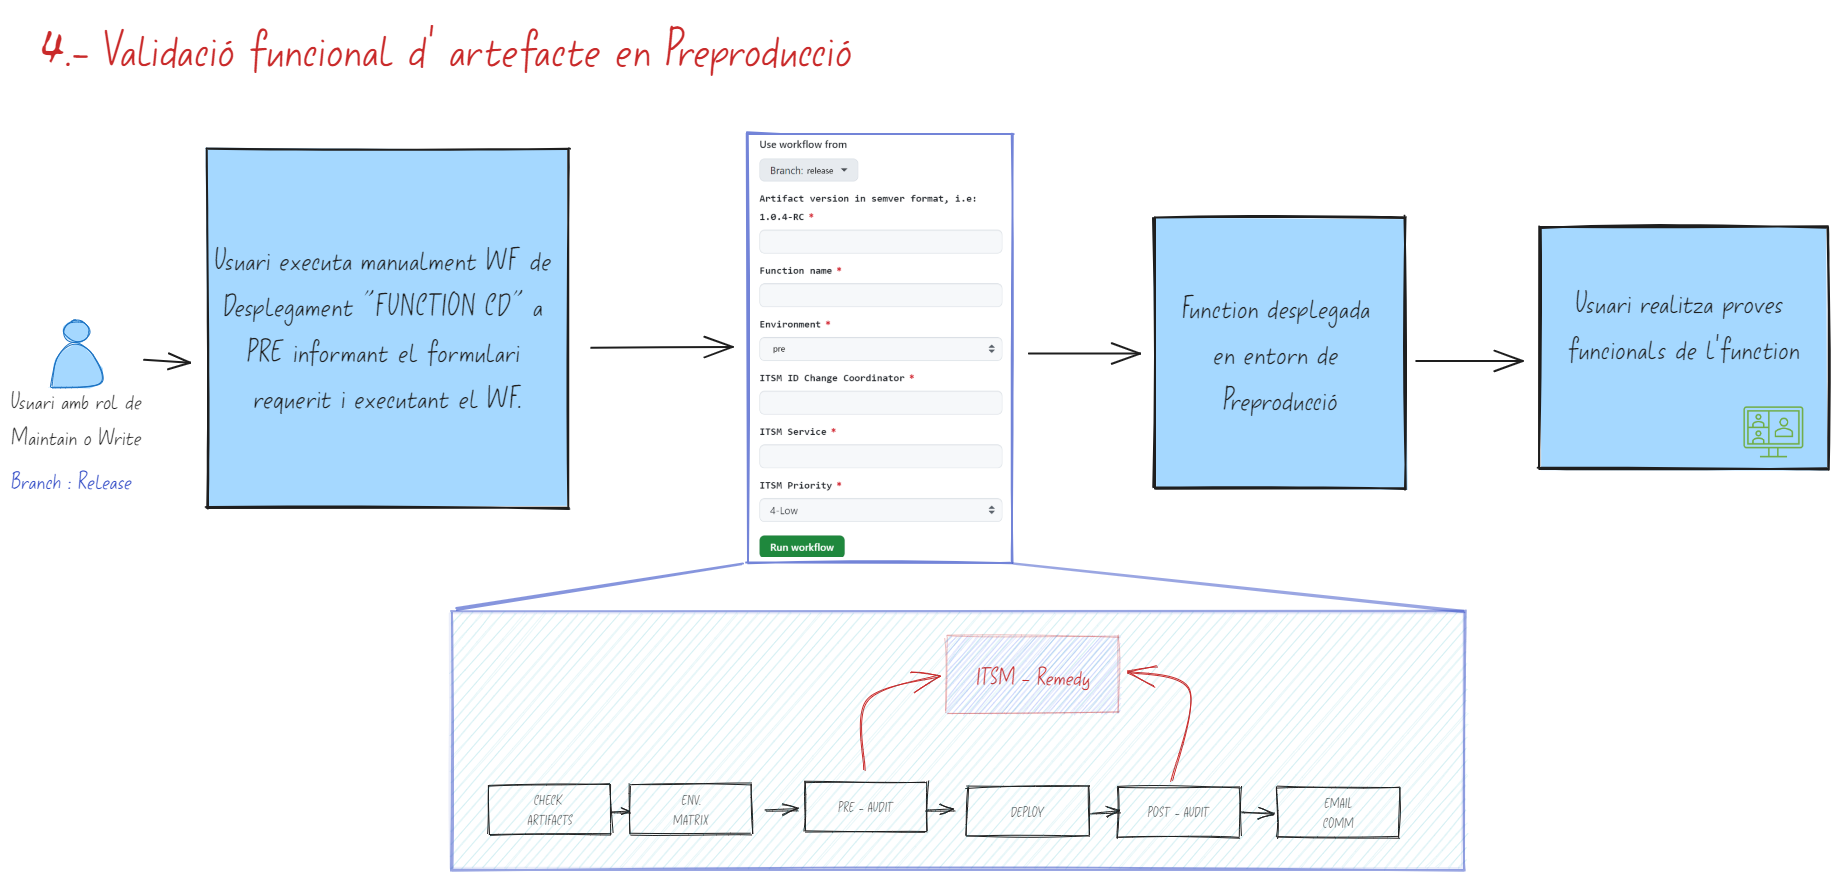 4.- Validació funcional d' artefacte en Preproducció
Usuari amb rol de
Maintain o Write
Branch : Release
Usuari executa manualment WF de
Desplegament "FUNCTION CD" a
PRE informant el formulari
requerit i executant el WF.
Use workflow from
Branch: release
Artifact version in semver format, i.e:
1.0.4-RC *
Function name *
Environment *
pre
ITSM ID Change Coordinator *
ITSM Service *
ITSM Priority *
4-Low
Run workflow
Function desplegada
en entorn de
Preproducció
Usuari realitza proves
funcionals de l'function
ITSM - Remedy
CHECK
ARTIFACTS
ENV.
MATRIX
PRE - AUDIT
DEPLOY
POST - AUDIT
EMAIL
COMM